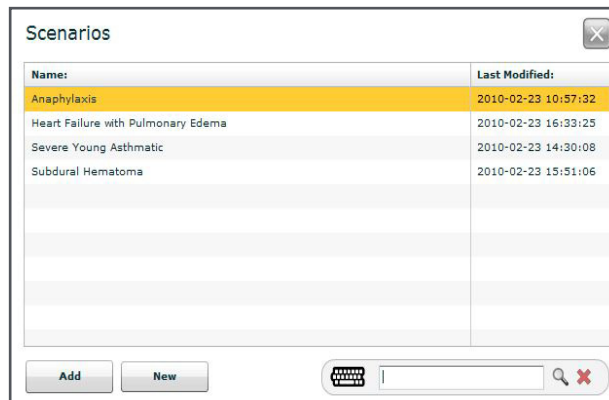 Scenarios
Name: Last Modified:
Anaphylaxis 2010-02-23 10:57:32
Heart Failure with Pulmonary Edema 2010-02-23 16:33:25
Severe Young Asthmatic 2010-02-23 14:30:08
Subdural Hematoma 2010-02-23 15:51:06
Add New